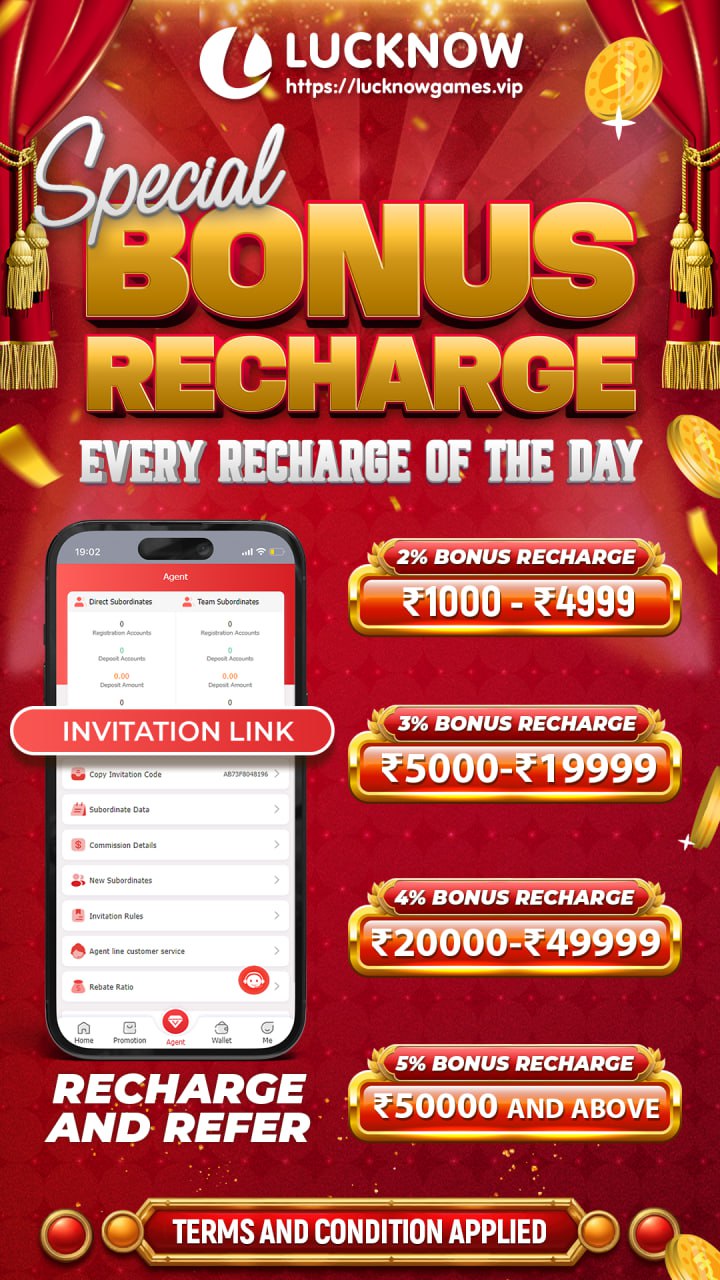 LUCKNOW
https://lucknowgames.vip
Special
BONUS
RECHARGE
EVERY RECHARGE OF THE DAY
19:02
Agent
Direct Subordinates
Team Subordinates
0
0
Registration Accounts
Registration Accounts
0
0
Deposit Accounts
Deposit Accounts
0.00
0.00
Deposit Amount
Deposit Amount
0
0
INVITATION LINK
Copy Invitation Code AB73F8048196
Subordinate Data
Commission Details
New Subordinates
Invitation Rules
Agent line customer service
Rebate Ratio
Home Promotion Agent Wallet Me
2% BONUS RECHARGE
₹1000 - ₹4999
3% BONUS RECHARGE
₹5000-₹19999
4% BONUS RECHARGE
₹20000-₹49999
5% BONUS RECHARGE
₹50000 AND ABOVE
RECHARGE
AND REFER
TERMS AND CONDITION APPLIED